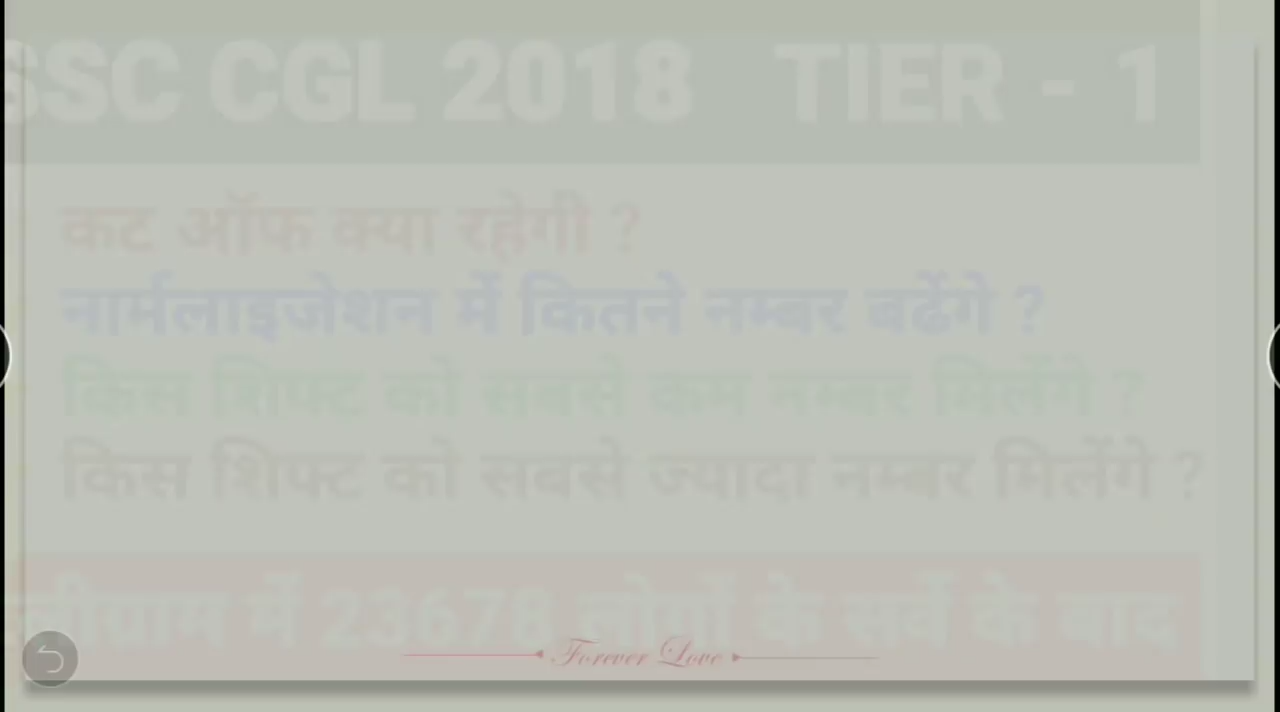 SSC CGL 2018 TIER - 1
कट ऑफ क्या रहेगी ?
नार्मलाइजेशन में कितने नम्बर बढेंगे ?
किस शिफ्ट को सबसे कम नम्बर मिलेंगे ?
किस शिफ्ट को सबसे ज्यादा नम्बर मिलेंगे ?
में 23678 लोगों के सर्वे के बाद
Forever Love